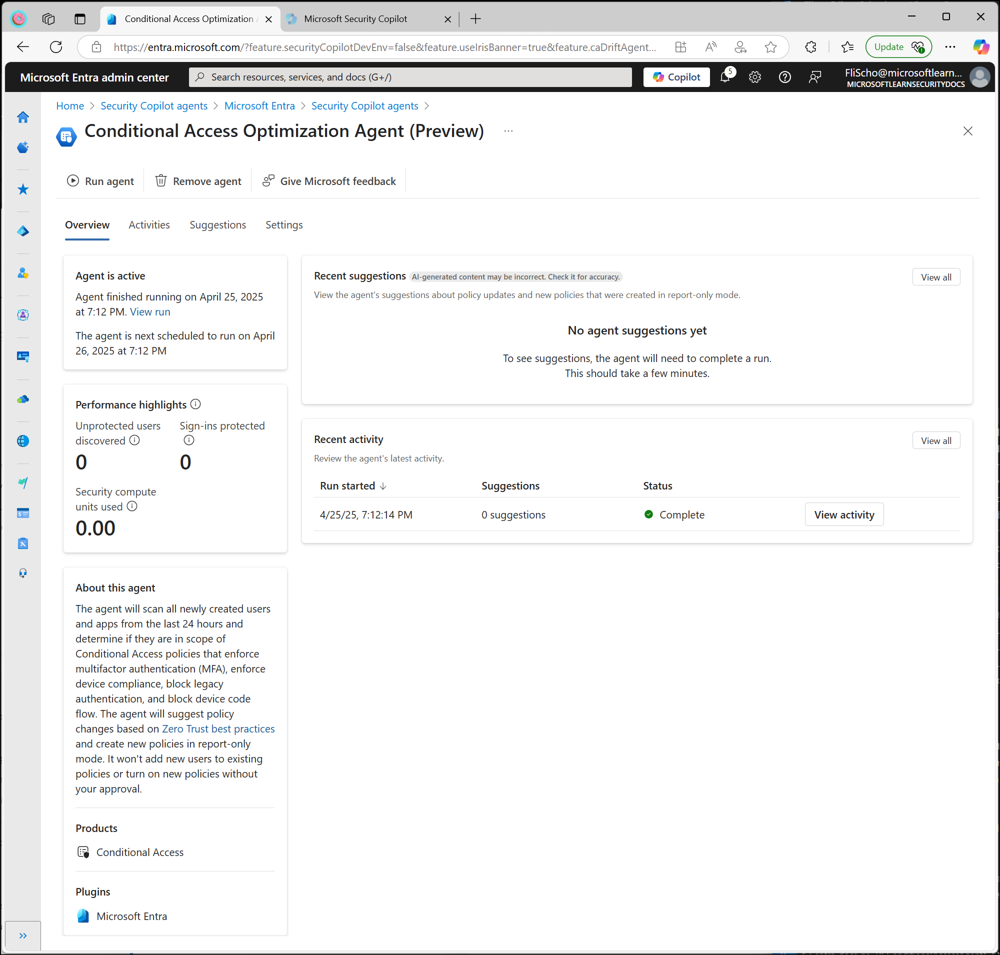 Conditional Access Optimization A
Microsoft Security Copilot
https://entra.microsoft.com/?feature.securityCopilotDevEnv=false&feature.useIrisBanner=true&feature.caDriftAgent...
Update
Microsoft Entra admin center
Search resources, services, and docs (G+/)
Copilot
5
FliScho@microsoftlearn...
MICROSOFTLEARNSECURITYDOCS
Home > Security Copilot agents > Microsoft Entra > Security Copilot agents >
Conditional Access Optimization Agent (Preview)
...
Run agent
Remove agent
Give Microsoft feedback
Overview
Activities
Suggestions
Settings
Agent is active
Agent finished running on April 25, 2025
at 7:12 PM. View run
The agent is next scheduled to run on April
26, 2025 at 7:12 PM
Performance highlights
Unprotected users
discovered
0
Sign-ins protected
0
Security compute
units used
0.00
About this agent
The agent will scan all newly created users
and apps from the last 24 hours and
determine if they are in scope of
Conditional Access policies that enforce
multifactor authentication (MFA), enforce
device compliance, block legacy
authentication, and block device code
flow. The agent will suggest policy
changes based on Zero Trust best practices
and create new policies in report-only
mode. It won't add new users to existing
policies or turn on new policies without
your approval.
Products
Conditional Access
Plugins
Microsoft Entra
Recent suggestions
AI-generated content may be incorrect. Check it for accuracy.
View all
View the agent's suggestions about policy updates and new policies that were created in report-only mode.
No agent suggestions yet
To see suggestions, the agent will need to complete a run.
This should take a few minutes.
Recent activity
View all
Review the agent's latest activity.
Run started ↓
Suggestions
Status
4/25/25, 7:12:14 PM
0 suggestions
Complete
View activity